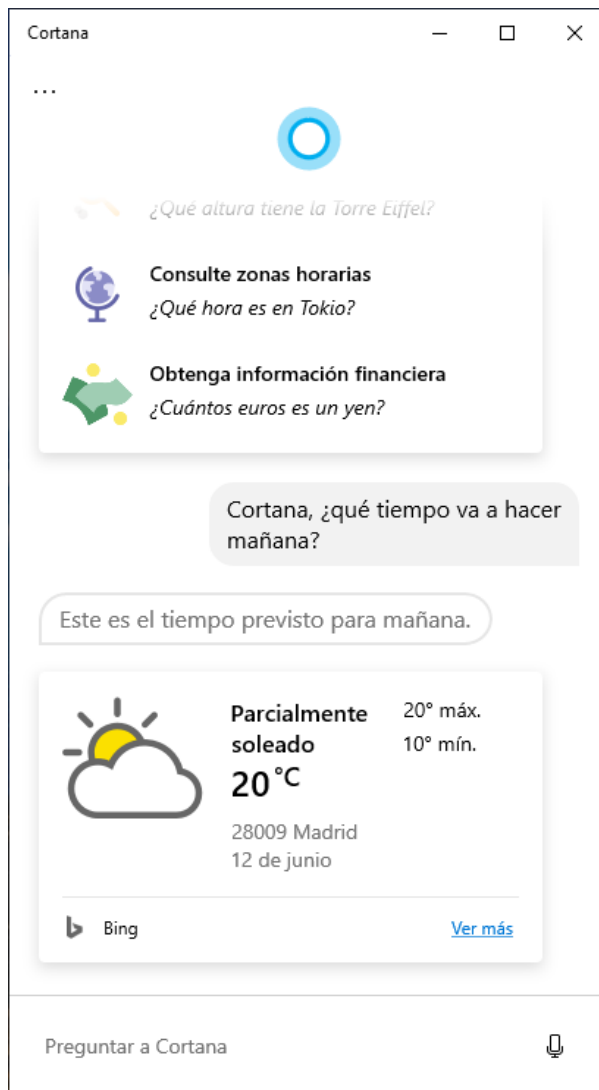 Cortana
...
¿Qué altura tiene la Torre Eiffel?
Consulte zonas horarias
¿Qué hora es en Tokio?
Obtenga información financiera
¿Cuántos euros es un yen?
Cortana, ¿qué tiempo va a hacer
mañana?
Este es el tiempo previsto para mañana.
Parcialmente
soleado
20 °C
20° máx.
10° mín.
28009 Madrid
12 de junio
Bing
Ver más
Preguntar a Cortana